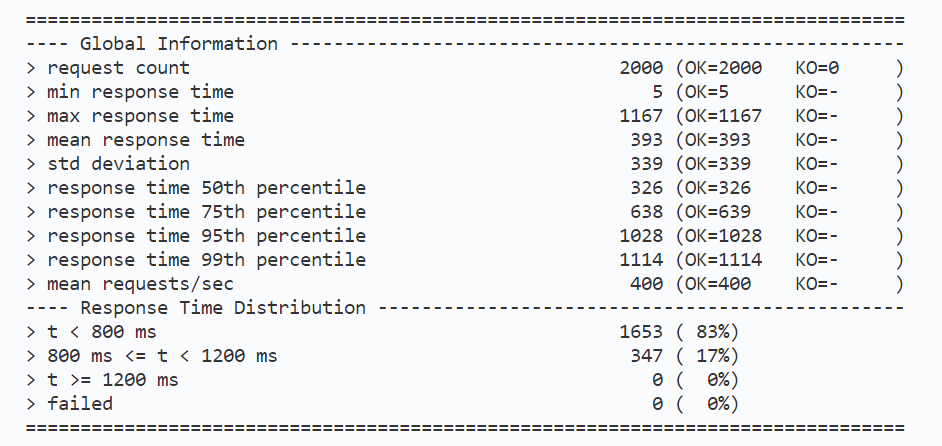 ================================================================================
---- Global Information --------------------------------------------------------
> request count                                       2000 (OK=2000   KO=0     )
> min response time                                      5 (OK=5      KO=-     )
> max response time                                   1167 (OK=1167   KO=-     )
> mean response time                                   393 (OK=393    KO=-     )
> std deviation                                        339 (OK=339    KO=-     )
> response time 50th percentile                        326 (OK=326    KO=-     )
> response time 75th percentile                        638 (OK=639    KO=-     )
> response time 95th percentile                       1028 (OK=1028   KO=-     )
> response time 99th percentile                       1114 (OK=1114   KO=-     )
> mean requests/sec                                    400 (OK=400    KO=-     )
---- Response Time Distribution ------------------------------------------------
> t < 800 ms                                          1653 ( 83%)
> 800 ms <= t < 1200 ms                                347 ( 17%)
> t >= 1200 ms                                           0 (  0%)
> failed                                                 0 (  0%)
================================================================================